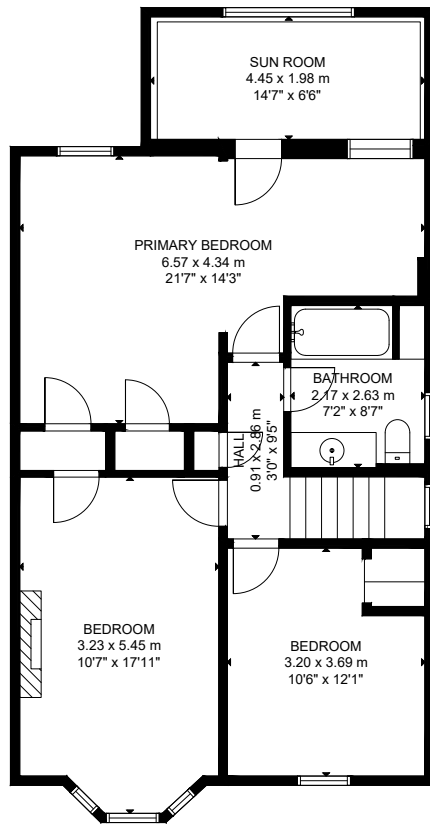 SUN ROOM
4.45 x 1.98 m
14'7" x 6'6"
PRIMARY BEDROOM
6.57 x 4.34 m
21'7" x 14'3"
BATHROOM
2.17 x 2.63 m
7'2" x 8'7"
HALL
0.91 x 2.86 m
3'0" x 9'5"
BEDROOM
3.23 x 5.45 m
10'7" x 17'11"
BEDROOM
3.20 x 3.69 m
10'6" x 12'1"